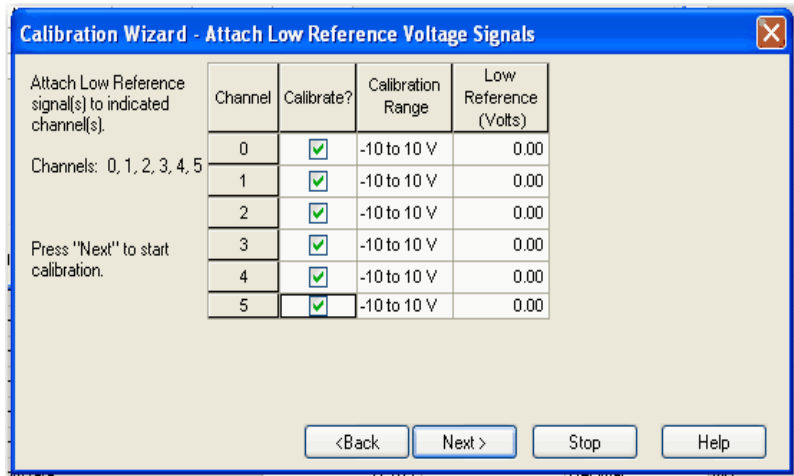 Calibration Wizard - Attach Low Reference Voltage Signals
Attach Low Reference
signal(s) to indicated
channel(s).
Channels: 0, 1, 2, 3, 4, 5
Press "Next" to start
calibration.
Channel Calibrate? Calibration Range Low Reference (Volts)
0 -10 to 10 V 0.00
1 -10 to 10 V 0.00
2 -10 to 10 V 0.00
3 -10 to 10 V 0.00
4 -10 to 10 V 0.00
5 -10 to 10 V 0.00
<Back Next > Stop Help